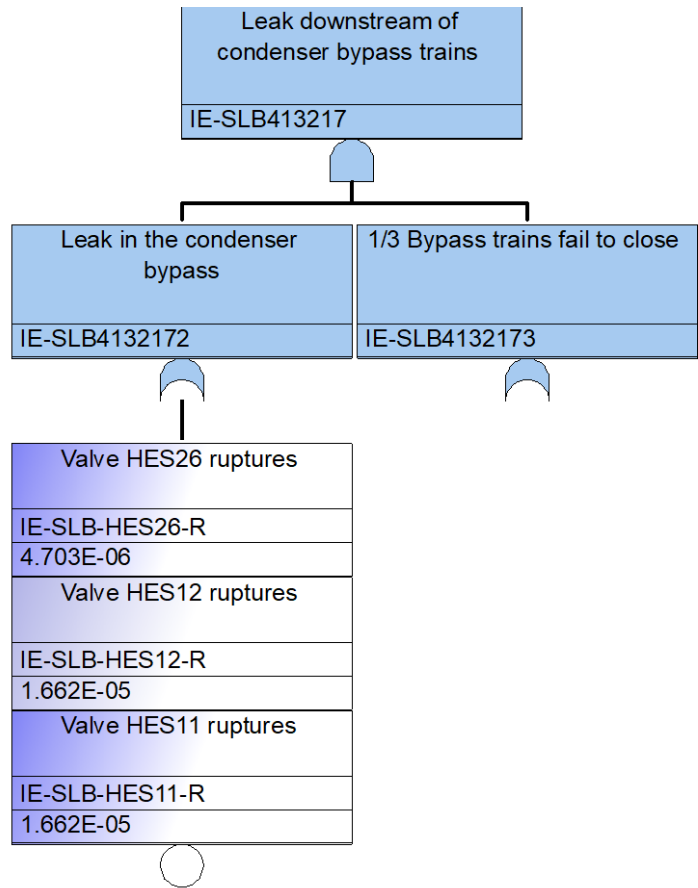 Leak downstream of
condenser bypass trains
IE-SLB413217
Leak in the condenser
bypass
IE-SLB4132172
1/3 Bypass trains fail to close
IE-SLB4132173
Valve HES26 ruptures
IE-SLB-HES26-R
4.703E-06
Valve HES12 ruptures
IE-SLB-HES12-R
1.662E-05
Valve HES11 ruptures
IE-SLB-HES11-R
1.662E-05